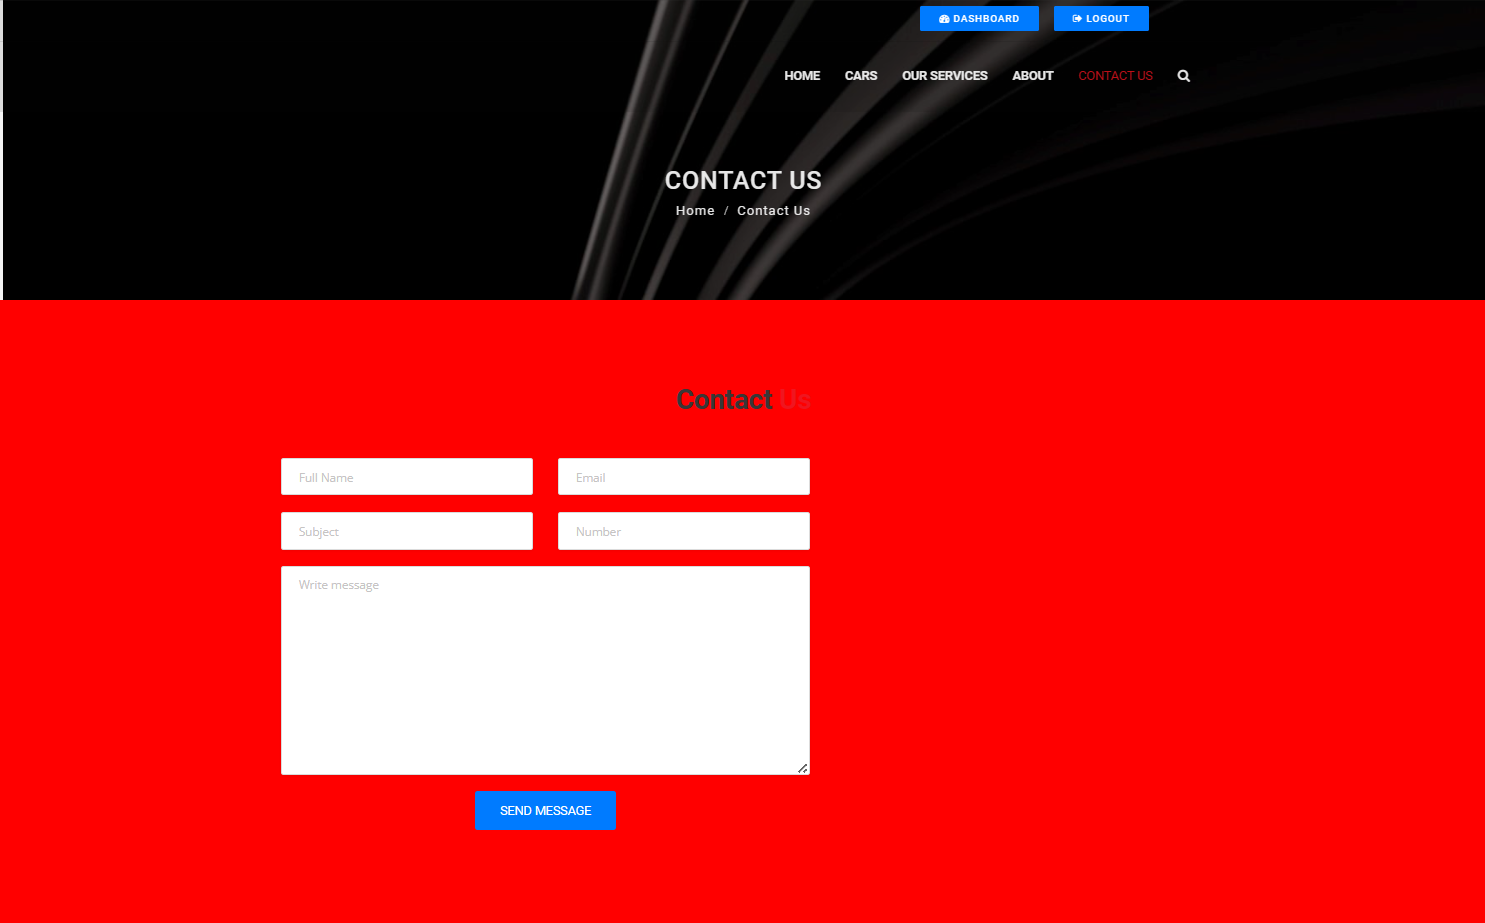 DASHBOARD LOGOUT
HOME CARS OUR SERVICES ABOUT CONTACT US
CONTACT US
Home / Contact Us
Contact Us
Full Name Email
Subject Number
Write message
SEND MESSAGE